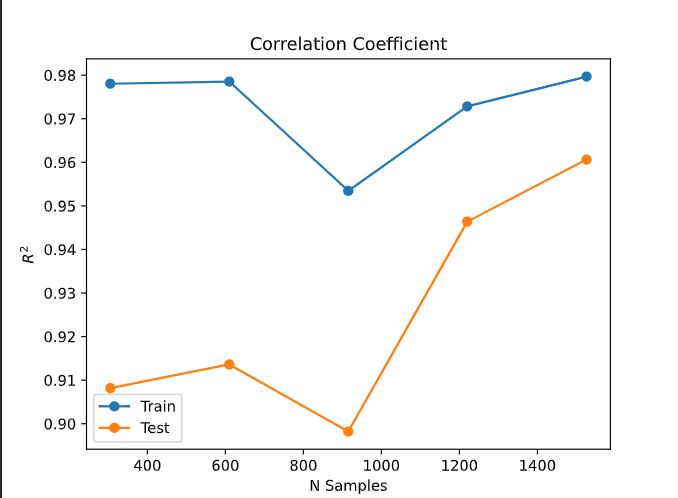 Correlation Coefficient
0.98
0.97
0.96
0.95
0.94
0.93
0.92
0.91
0.90
R²
Train
Test
400 600 800 1000 1200 1400
N Samples